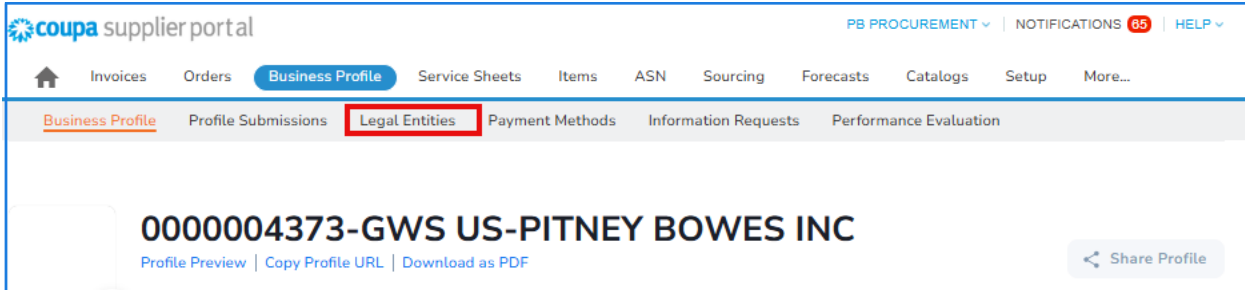 coupa supplier portal PB PROCUREMENT NOTIFICATIONS 65 HELP
Invoices Orders Business Profile Service Sheets Items ASN Sourcing Forecasts Catalogs Setup More...
Business Profile Profile Submissions Legal Entities Payment Methods Information Requests Performance Evaluation
0000004373-GWS US-PITNEY BOWES INC
Profile Preview | Copy Profile URL | Download as PDF
Share Profile